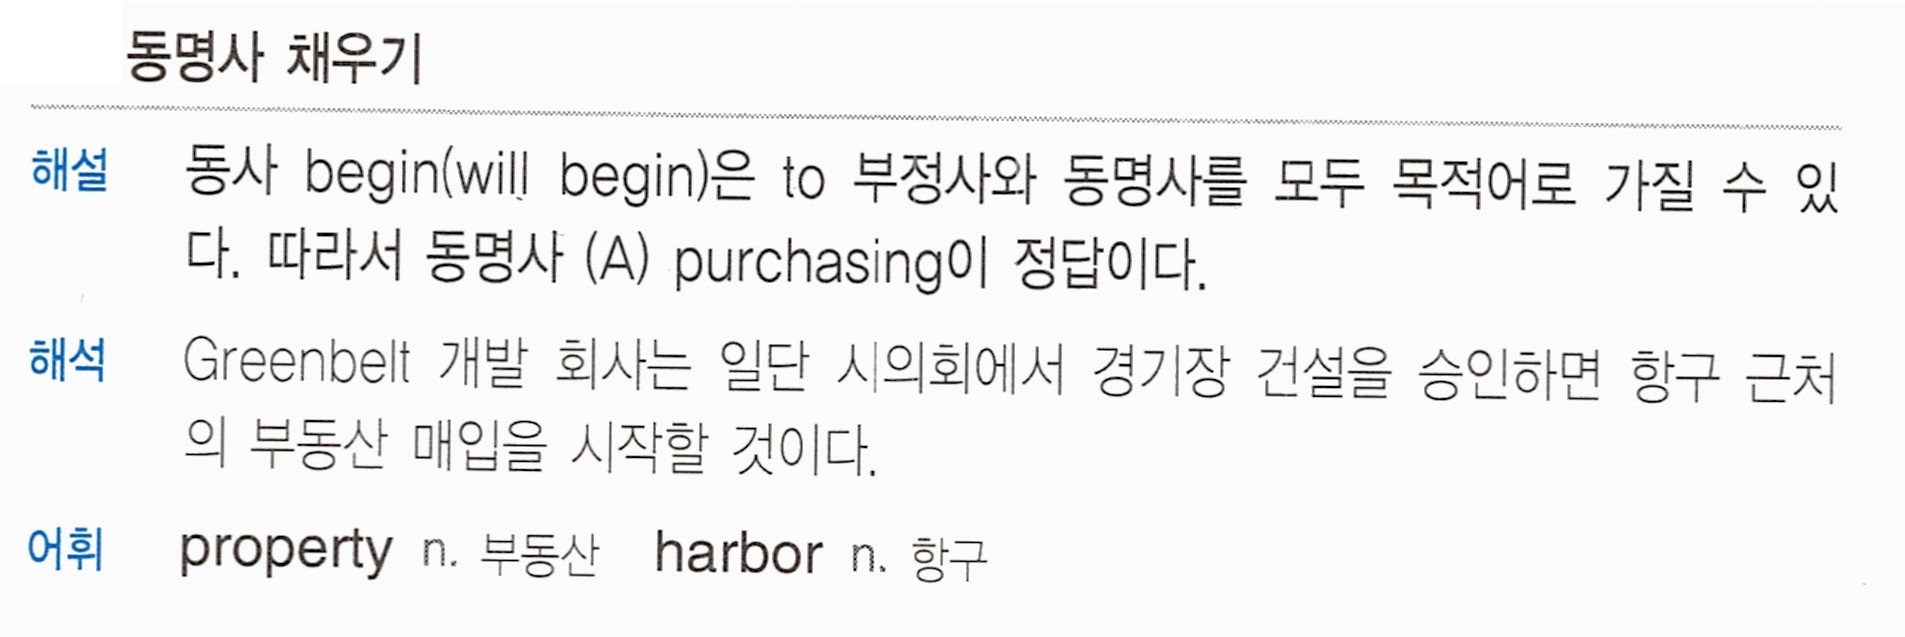 동명사 채우기
해설 동사 begin(will begin)은 to 부정사와 동명사를 모두 목적어로 가질 수 있
다. 따라서 동명사 (A) purchasing이 정답이다.
해석 Greenbelt 개발 회사는 일단 시의회에서 경기장 건설을 승인하면 항구 근처
의 부동산 매입을 시작할 것이다.
어휘 property n. 부동산 harbor n. 항구